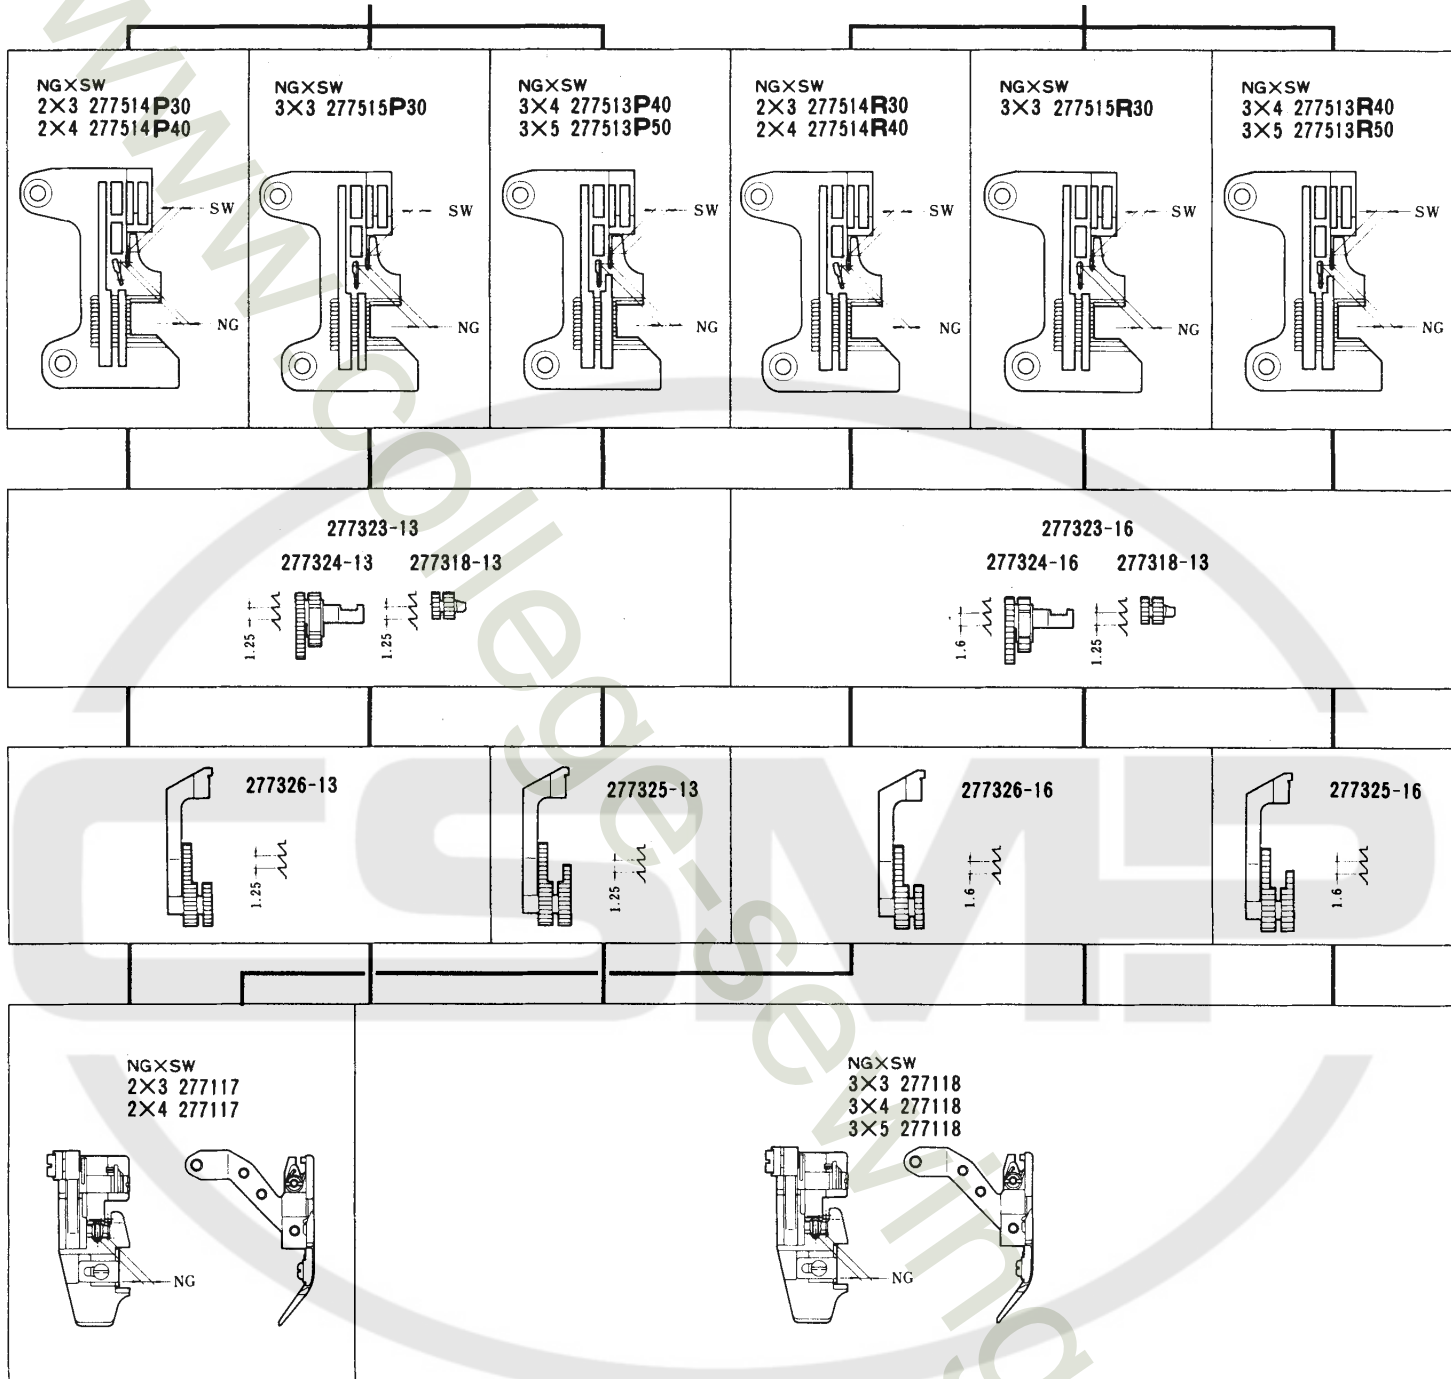 NG×SW
2×3 277514P30
2×4 277514P40
SW
NG
NG×SW
3×3 277515P30
SW
NG
NG×SW
3×4 277513P40
3×5 277513P50
SW
NG
NG×SW
2×3 277514R30
2×4 277514R40
SW
NG
NG×SW
3×3 277515R30
SW
NG
NG×SW
3×4 277513R40
3×5 277513R50
SW
NG
277323-13
277324-13 277318-13
1.25
1.25
277323-16
277324-16 277318-13
1.6
1.25
277326-13
1.25
277325-13
1.25
277326-16
1.6
277325-16
1.6
NG×SW
2×3 277117
2×4 277117
NG
NG×SW
3×3 277118
3×4 277118
3×5 277118
NG
CSMP
www.college-sewing